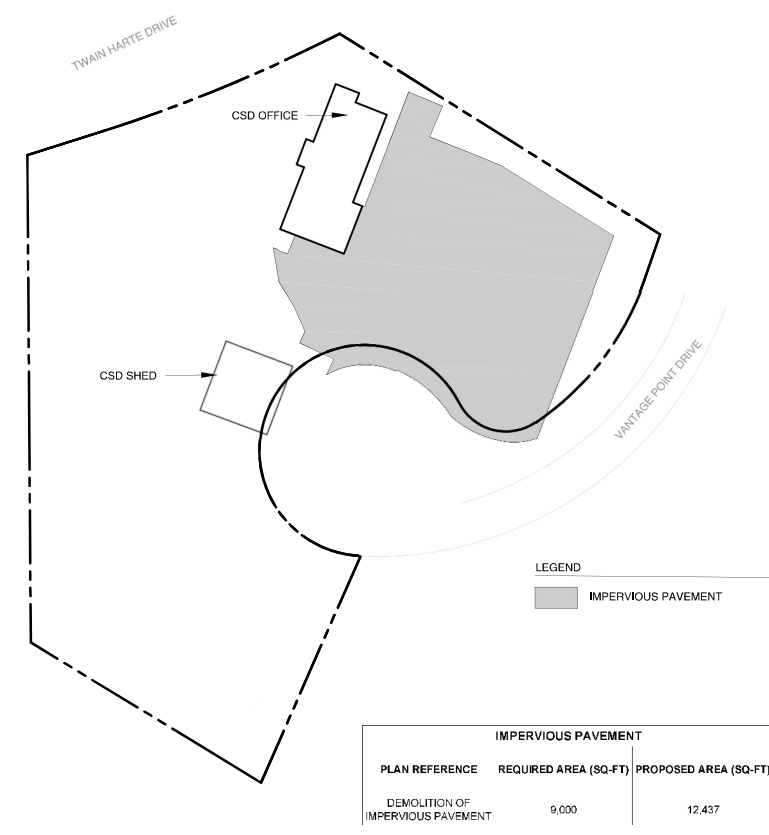 TWAIN HARTE DRIVE
CSD OFFICE
CSD SHED
VANTAGE POINT DRIVE
LEGEND
IMPERVIOUS PAVEMENT
IMPERVIOUS PAVEMENT
PLAN REFERENCE REQUIRED AREA (SQ-FT) PROPOSED AREA (SQ-FT)
DEMOLITION OF
IMPERVIOUS PAVEMENT 9,000 12,437